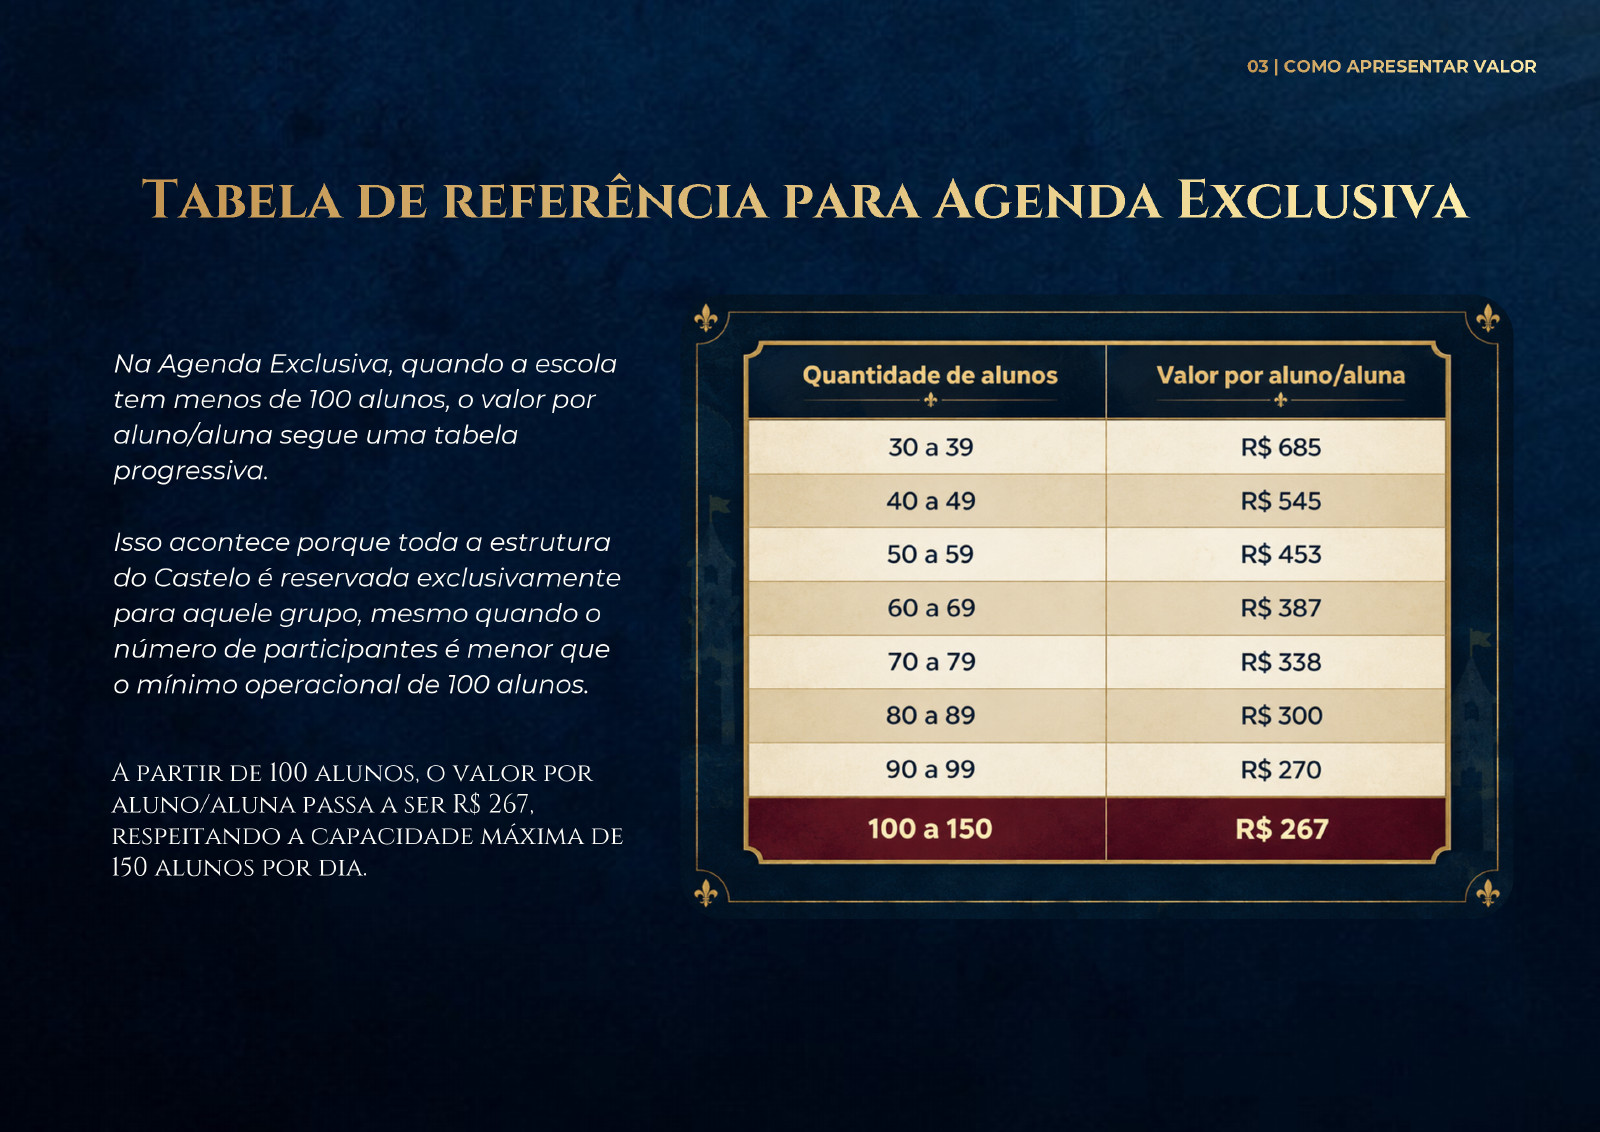 03 | COMO APRESENTAR VALOR
TABELA DE REFERÊNCIA PARA AGENDA EXCLUSIVA
Na Agenda Exclusiva, quando a escola
tem menos de 100 alunos, o valor por
aluno/aluna segue uma tabela
progressiva.
Isso acontece porque toda a estrutura
do Castelo é reservada exclusivamente
para aquele grupo, mesmo quando o
número de participantes é menor que
o mínimo operacional de 100 alunos.
A PARTIR DE 100 ALUNOS, O VALOR POR
ALUNO/ALUNA PASSA A SER R$ 267,
RESPEITANDO A CAPACIDADE MÁXIMA DE
150 ALUNOS POR DIA.
Quantidade de alunos Valor por aluno/aluna
30 a 39 R$ 685
40 a 49 R$ 545
50 a 59 R$ 453
60 a 69 R$ 387
70 a 79 R$ 338
80 a 89 R$ 300
90 a 99 R$ 270
100 a 150 R$ 267